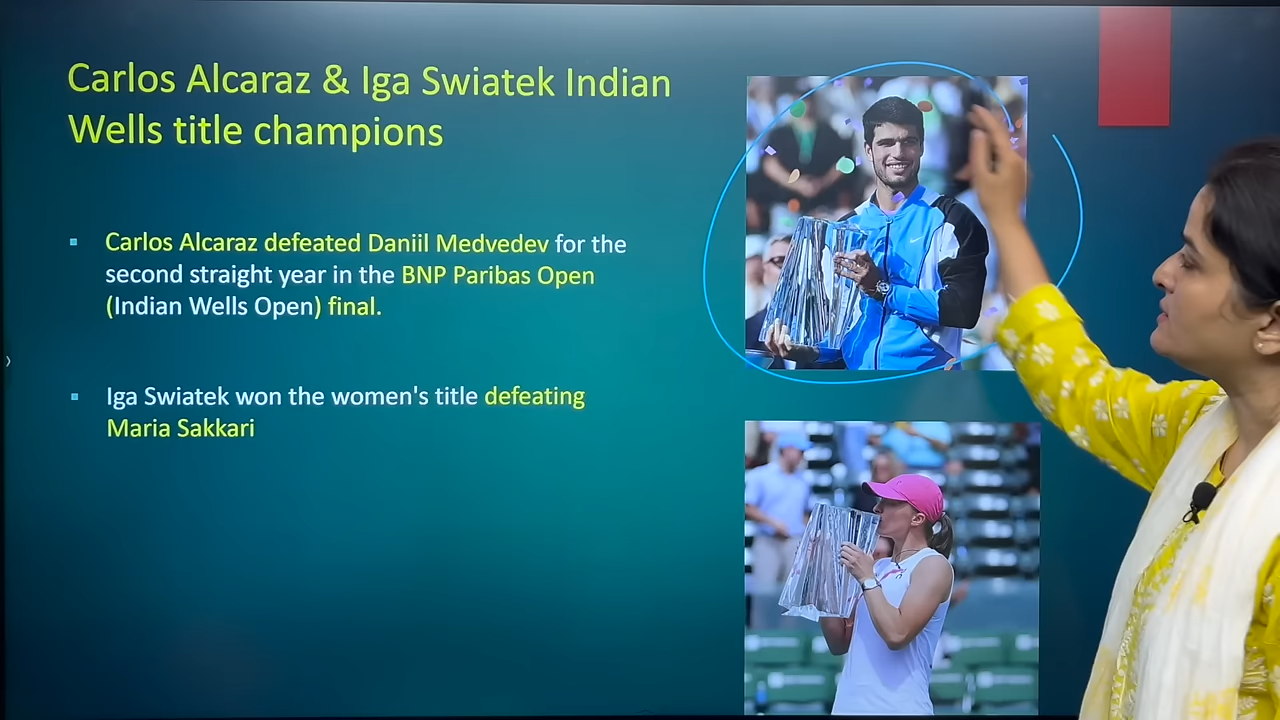 Carlos Alcaraz & Iga Swiatek Indian
Wells title champions
Carlos Alcaraz defeated Daniil Medvedev for the
second straight year in the BNP Paribas Open
(Indian Wells Open) final.
Iga Swiatek won the women's title defeating
Maria Sakkari